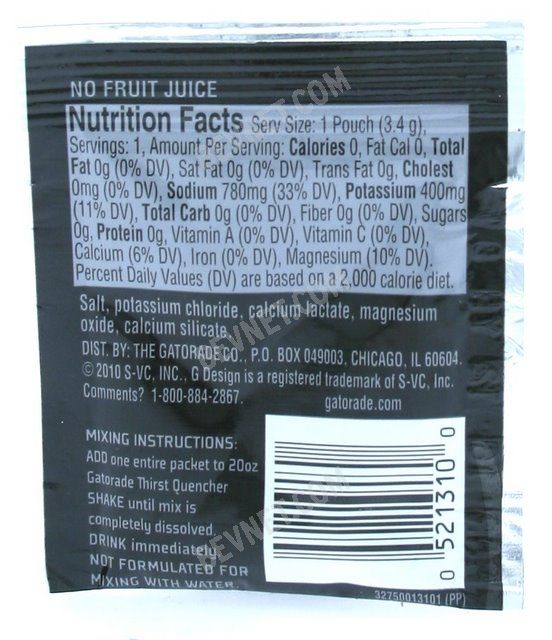 NO FRUIT JUICE
Nutrition Facts Serv Size: 1 Pouch (3.4 g),
Servings: 1, Amount Per Serving: Calories 0, Fat Cal 0, Total
Fat 0g (0% DV), Sat Fat 0g (0% DV), Trans Fat 0g, Cholest
0mg (0% DV), Sodium 780mg (33% DV), Potassium 400mg
(11% DV), Total Carb 0g (0% DV), Fiber 0g (0% DV), Sugars
0g, Protein 0g, Vitamin A (0% DV), Vitamin C (0% DV),
Calcium (6% DV), Iron (0% DV), Magnesium (10% DV).
Percent Daily Values (DV) are based on a 2,000 calorie diet.
Salt, potassium chloride, calcium lactate, magnesium
oxide, calcium silicate.
DIST. BY: THE GATORADE CO., P.O. BOX 049003, CHICAGO, IL 60604.
© 2010 S-VC, INC., G Design is a registered trademark of S-VC, Inc.
Comments? 1-800-884-2867. gatorade.com
MIXING INSTRUCTIONS:
ADD one entire packet to 20oz
Gatorade Thirst Quencher
SHAKE until mix is
completely dissolved.
DRINK immediately
NOT FORMULATED FOR
MIXING WITH WATER.
0 521310 0
32750013101 (PP)
BEVNET.COM
BEVNET.COM
BEVNET.COM